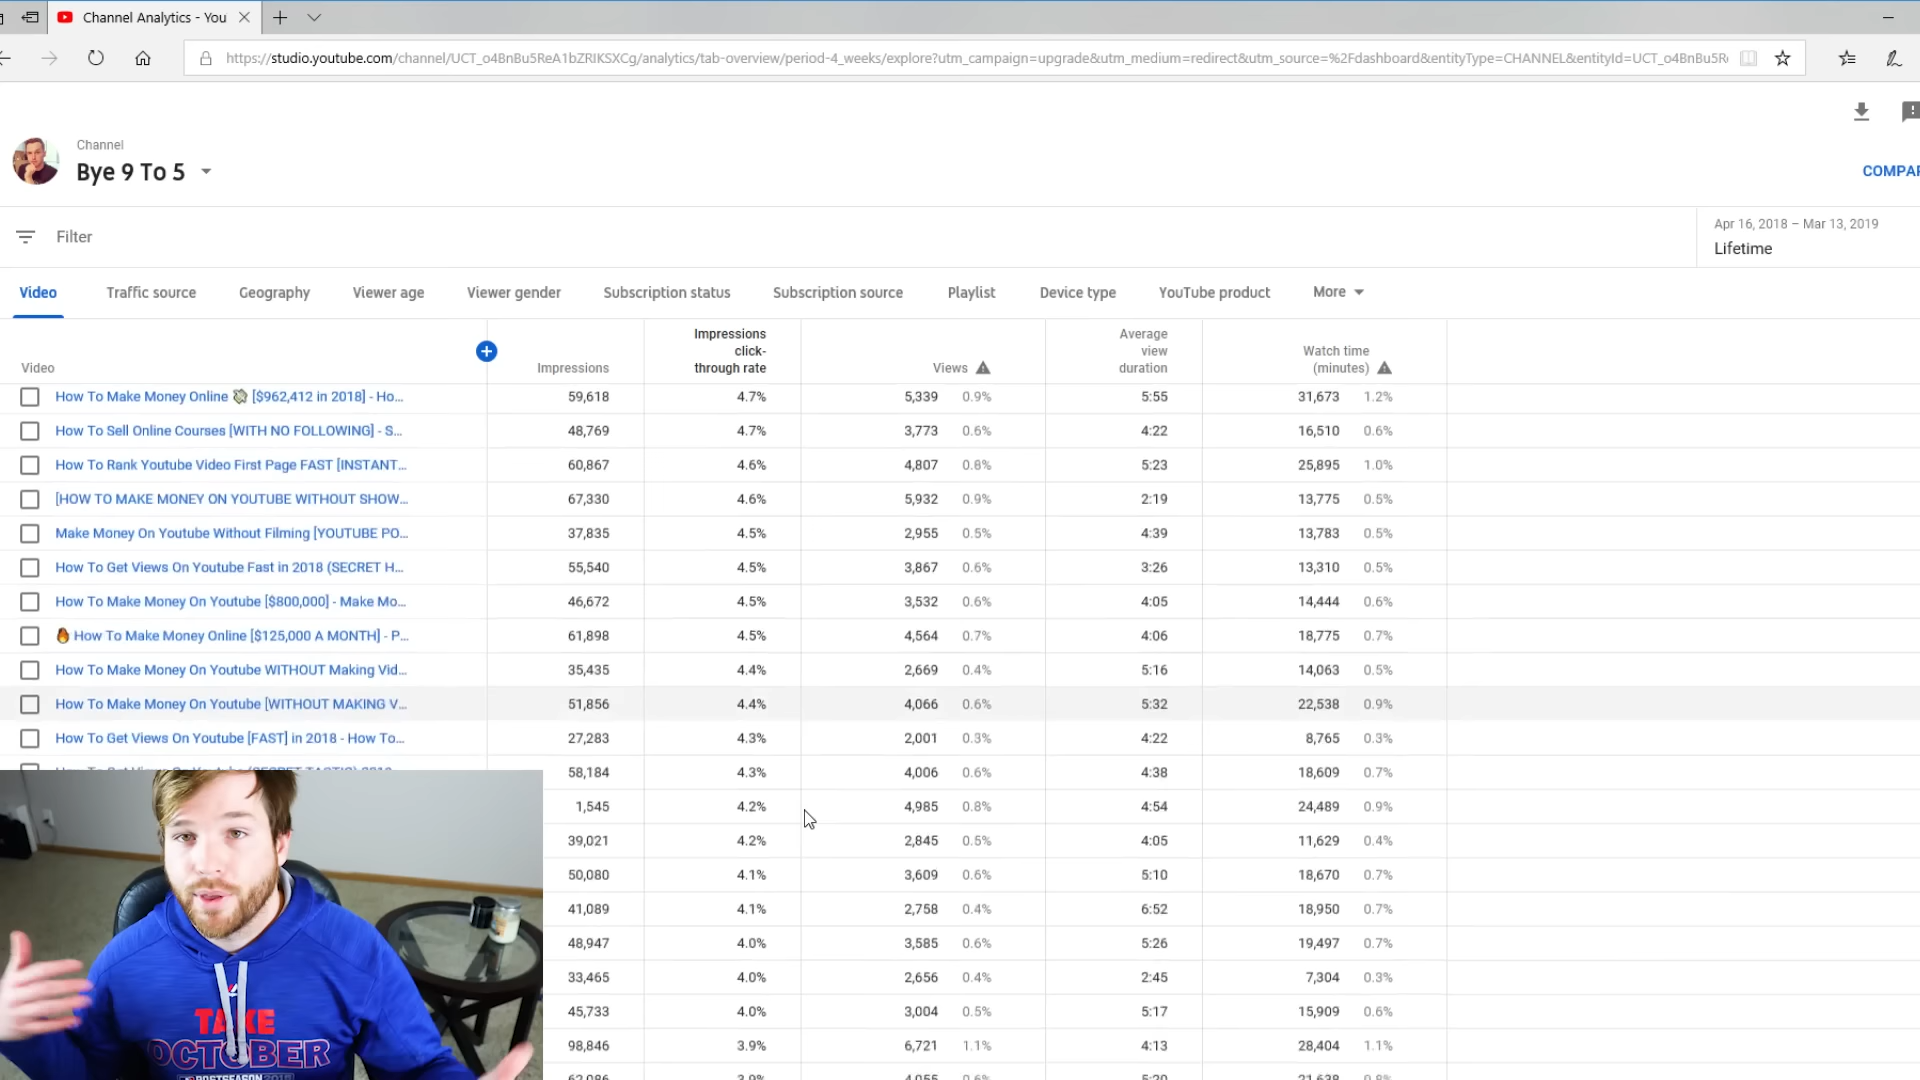 Channel Analytics - You
https://studio.youtube.com/channel/UCT_o4BnBu5ReA1bZRIKSXCg/analytics/tab-overview/period-4_weeks/explore?utm_campaign=upgrade&utm_medium=redirect&utm_source=%2Fdashboard&entityType=CHANNEL&entityId=UCT_o4BnBu5R
Channel
Bye 9 To 5
COMPAR
Filter
Apr 16, 2018 – Mar 13, 2019
Lifetime
Video Traffic source Geography Viewer age Viewer gender Subscription status Subscription source Playlist Device type YouTube product More
Video Impressions Impressions click-through rate Views Average view duration Watch time (minutes)
How To Make Money Online 💸 [$962,412 in 2018] - Ho... 59,618 4.7% 5,339 0.9% 5:55 31,673 1.2%
How To Sell Online Courses [WITH NO FOLLOWING] - S... 48,769 4.7% 3,773 0.6% 4:22 16,510 0.6%
How To Rank Youtube Video First Page FAST [INSTANT... 60,867 4.6% 4,807 0.8% 5:23 25,895 1.0%
[HOW TO MAKE MONEY ON YOUTUBE WITHOUT SHOW... 67,330 4.6% 5,932 0.9% 2:19 13,775 0.5%
Make Money On Youtube Without Filming [YOUTUBE PO... 37,835 4.5% 2,955 0.5% 4:39 13,783 0.5%
How To Get Views On Youtube Fast in 2018 (SECRET H... 55,540 4.5% 3,867 0.6% 3:26 13,310 0.5%
How To Make Money On Youtube [$800,000] - Make Mo... 46,672 4.5% 3,532 0.6% 4:05 14,444 0.6%
🔥 How To Make Money Online [$125,000 A MONTH] - P... 61,898 4.5% 4,564 0.7% 4:06 18,775 0.7%
How To Make Money On Youtube WITHOUT Making Vid... 35,435 4.4% 2,669 0.4% 5:16 14,063 0.5%
How To Make Money On Youtube [WITHOUT MAKING V... 51,856 4.4% 4,066 0.6% 5:32 22,538 0.9%
How To Get Views On Youtube [FAST] in 2018 - How To... 27,283 4.3% 2,001 0.3% 4:22 8,765 0.3%
58,184 4.3% 4,006 0.6% 4:38 18,609 0.7%
1,545 4.2% 4,985 0.8% 4:54 24,489 0.9%
39,021 4.2% 2,845 0.5% 4:05 11,629 0.4%
50,080 4.1% 3,609 0.6% 5:10 18,670 0.7%
41,089 4.1% 2,758 0.4% 6:52 18,950 0.7%
48,947 4.0% 3,585 0.6% 5:26 19,497 0.7%
33,465 4.0% 2,656 0.4% 2:45 7,304 0.3%
45,733 4.0% 3,004 0.5% 5:17 15,909 0.6%
98,846 3.9% 6,721 1.1% 4:13 28,404 1.1%
TAKE
OCTOBER
POSTSEASON